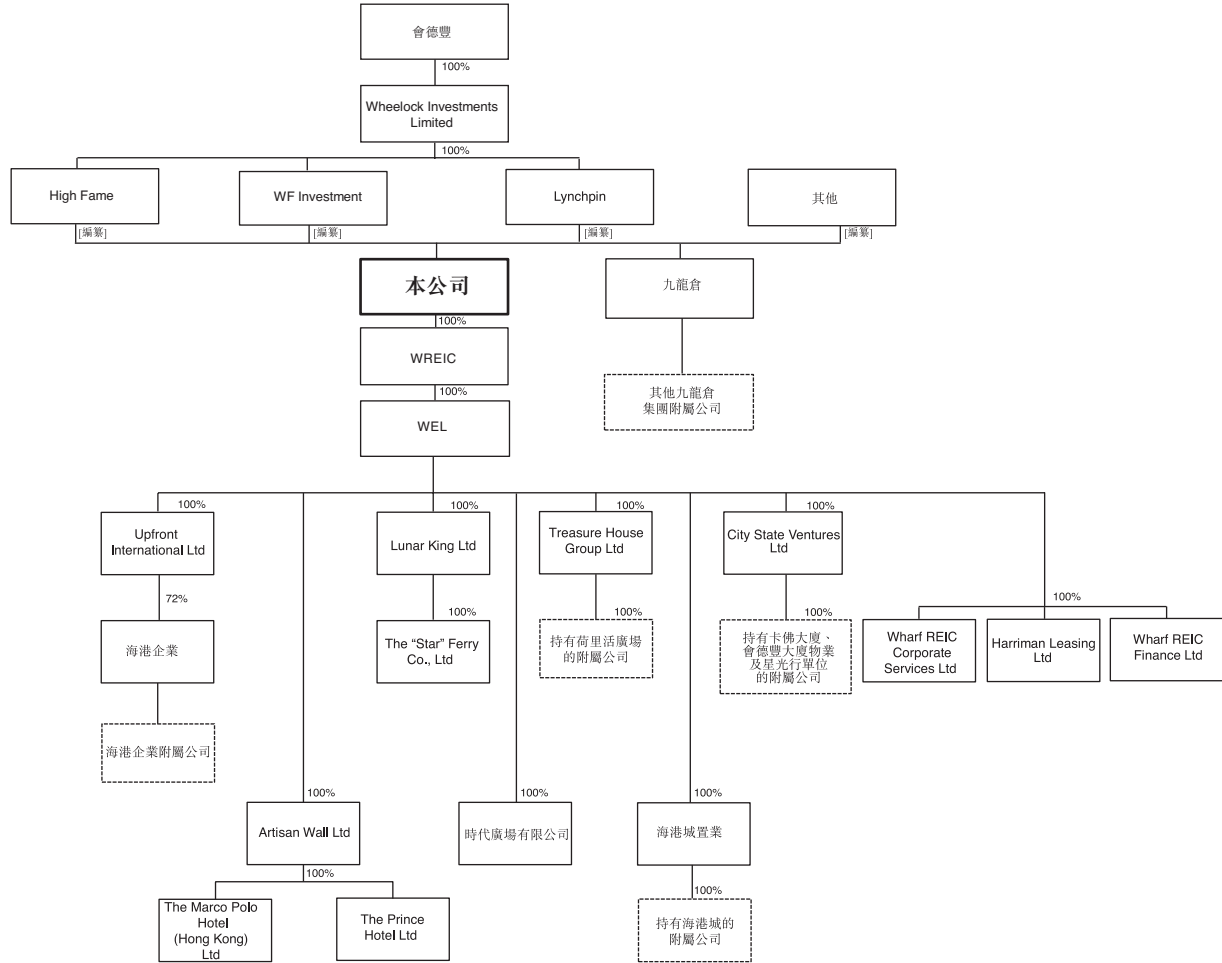 會德豐
100%
Wheelock Investments
Limited
100%
High Fame
WF Investment
Lynchpin
其他
[編纂]
[編纂]
[編纂]
[編纂]
本公司
九龍倉
100%
WREIC
100%
其他九龍倉
集團附屬公司
WEL
100%
100%
100%
100%
Upfront
International Ltd
Lunar King Ltd
Treasure House
Group Ltd
City State Ventures
Ltd
72%
100%
100%
100%
100%
海港企業
The “Star” Ferry
Co., Ltd
持有荷里活廣場
的附屬公司
持有卡佛大廈、
會德豐大廈物業
及星光行單位
的附屬公司
Wharf REIC
Corporate
Services Ltd
Harriman Leasing
Ltd
Wharf REIC
Finance Ltd
海港企業附屬公司
100%
100%
100%
Artisan Wall Ltd
時代廣場有限公司
海港城置業
100%
100%
The Marco Polo
Hotel
(Hong Kong)
Ltd
The Prince
Hotel Ltd
持有海港城的
附屬公司